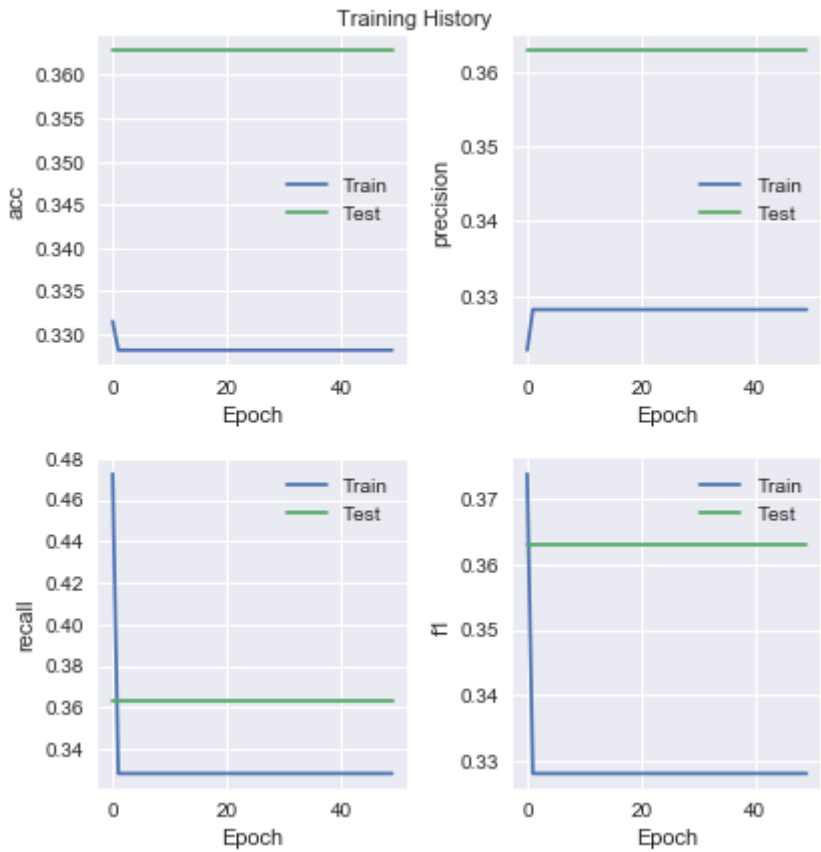 Training History
0.360
0.355
0.350
0.345
0.340
0.335
0.330
acc
Train
Test
0 20 40
Epoch
0.36
0.35
0.34
0.33
precision
Train
Test
0 20 40
Epoch
0.48
0.46
0.44
0.42
0.40
0.38
0.36
0.34
recall
Train
Test
0 20 40
Epoch
0.37
0.36
0.35
0.34
0.33
f1
Train
Test
0 20 40
Epoch